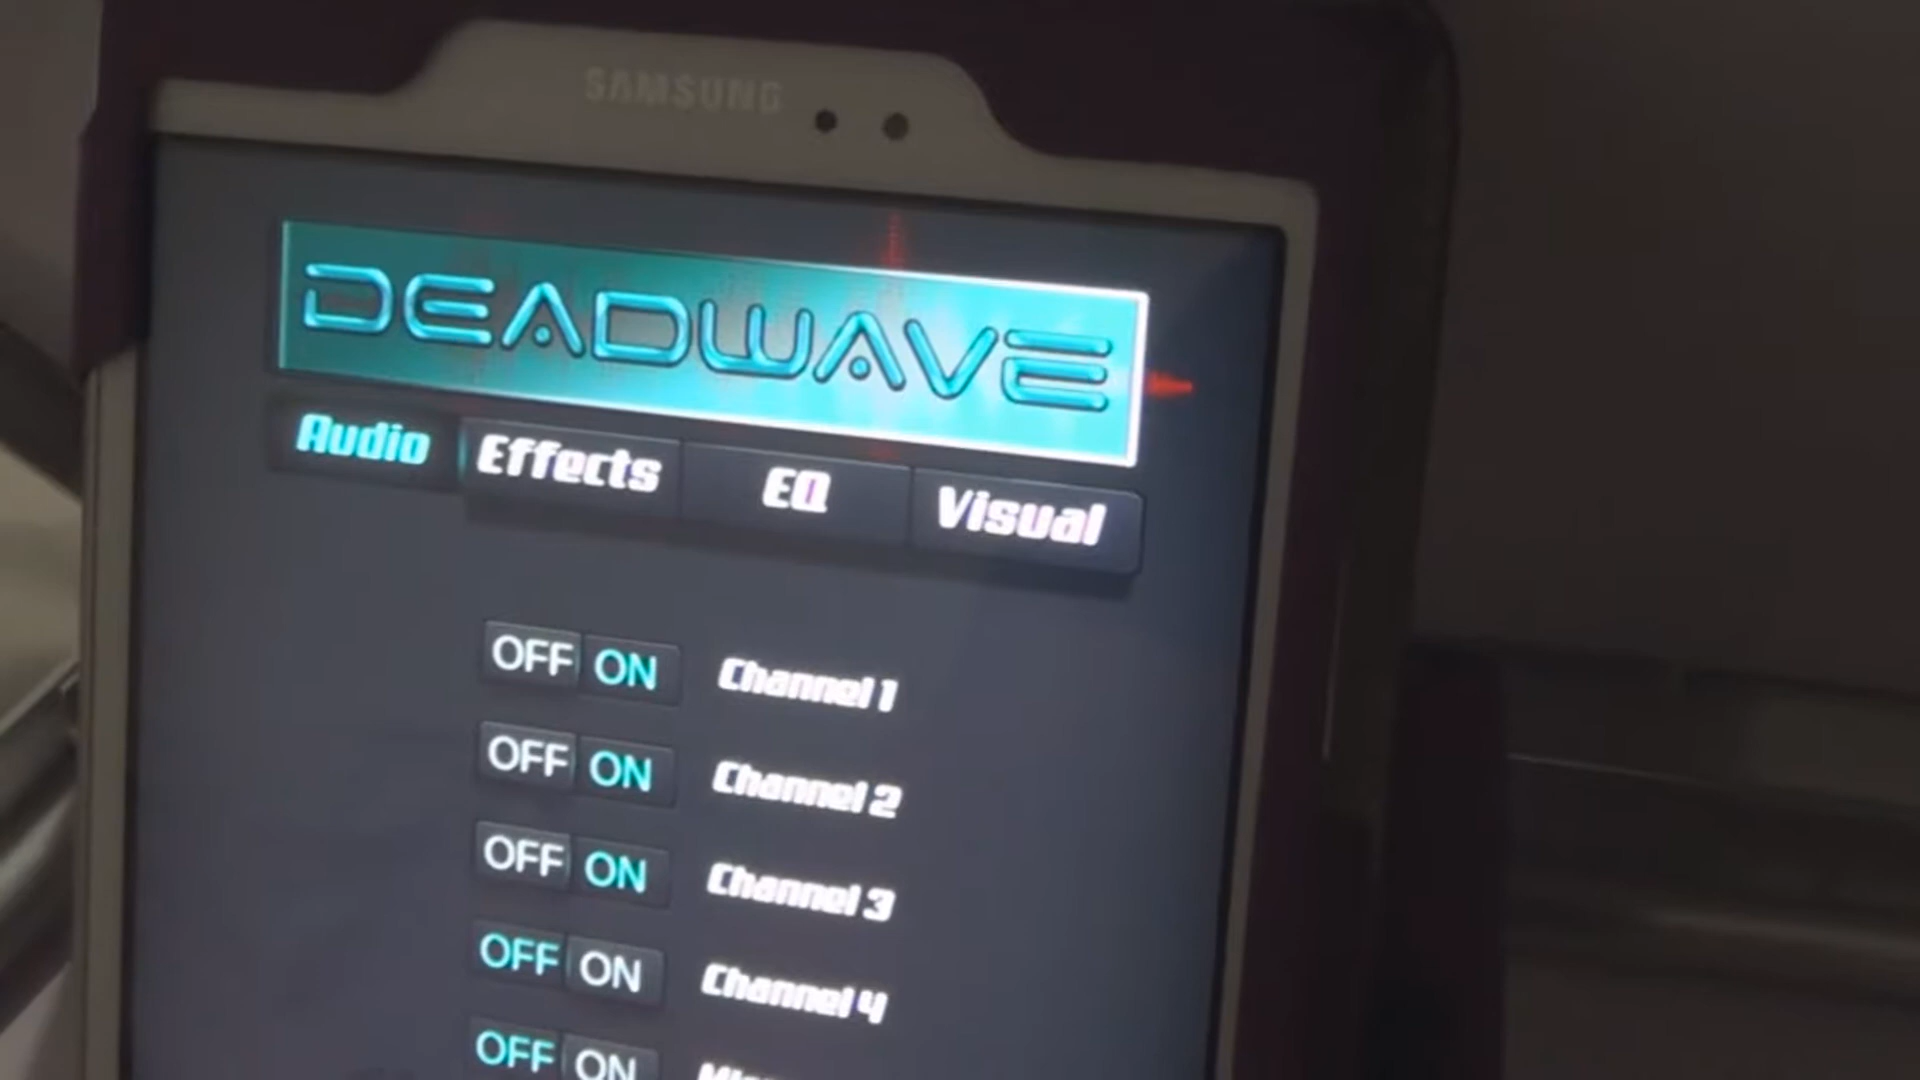 SAMSUNG
DEADWAVE
Audio Effects EQ Visual
OFF ON Channel 1
OFF ON Channel 2
OFF ON Channel 3
OFF ON Channel 4
OFF ON